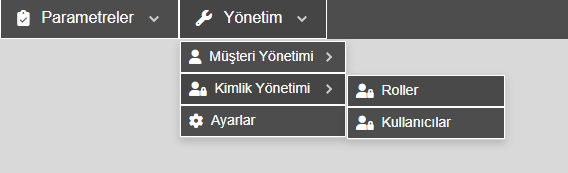 Parametreler
Yönetim
Müşteri Yönetimi
Kimlik Yönetimi
Roller
Ayarlar
Kullanıcılar